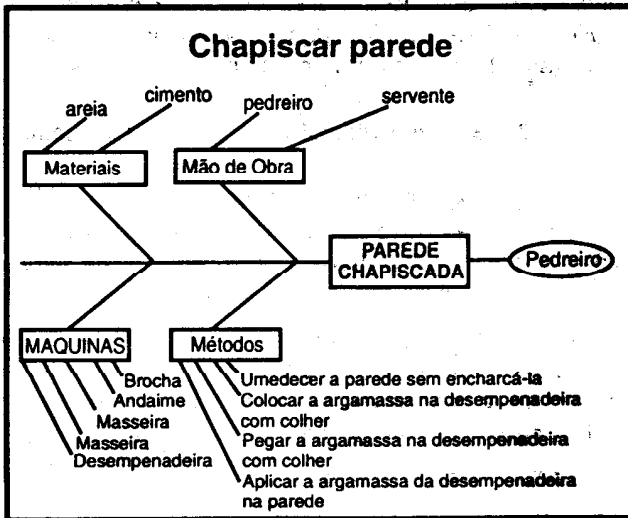 Chapiscar parede
areia
cimento
pedreiro
servente
Materiais
Mão de Obra
PAREDE
CHAPISCADA
Pedreiro
MAQUINAS
Brocha
Andaime
Masseira
Masseira
Desempenadeira
Métodos
Umedecer a parede sem encharcá-la
Colocar a argamassa na desempenadeira
com colher
Pegar a argamassa na desempenadeira
com colher
Aplicar a argamassa da desempenadeira
na parede